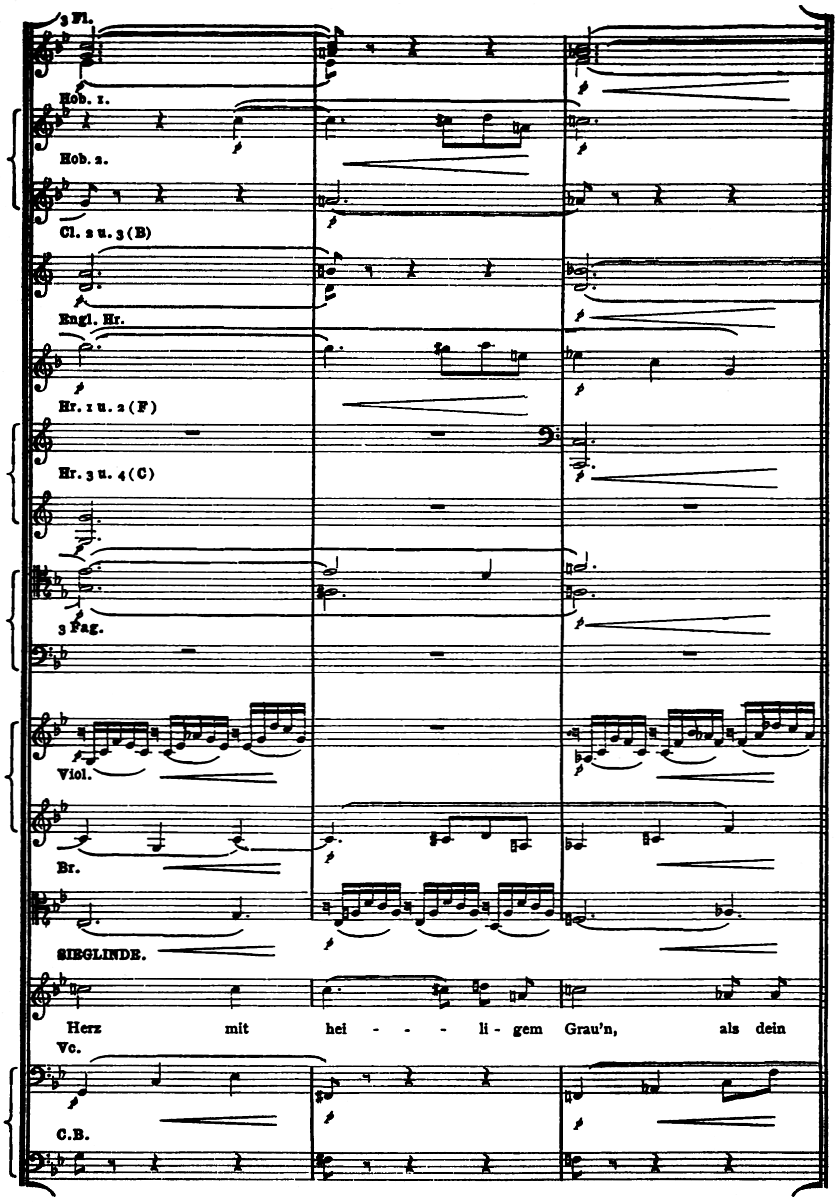 3 Fl.
p
Hob. 1.
p
p
Hob. 2.
p
Cl. 2 u. 3 (B)
p
p
Engl. Hr.
p
p
Hr. 1 u. 2 (F)
p
Hr. 3 u. 4 (C)
p
p
3 Fag.
p
p
p
Viol.
p
p
Br.
p
SIEGLINDE.
Herz mit hei - - - li - gem Grau'n, als dein
Vc.
p
p
p
C.B.